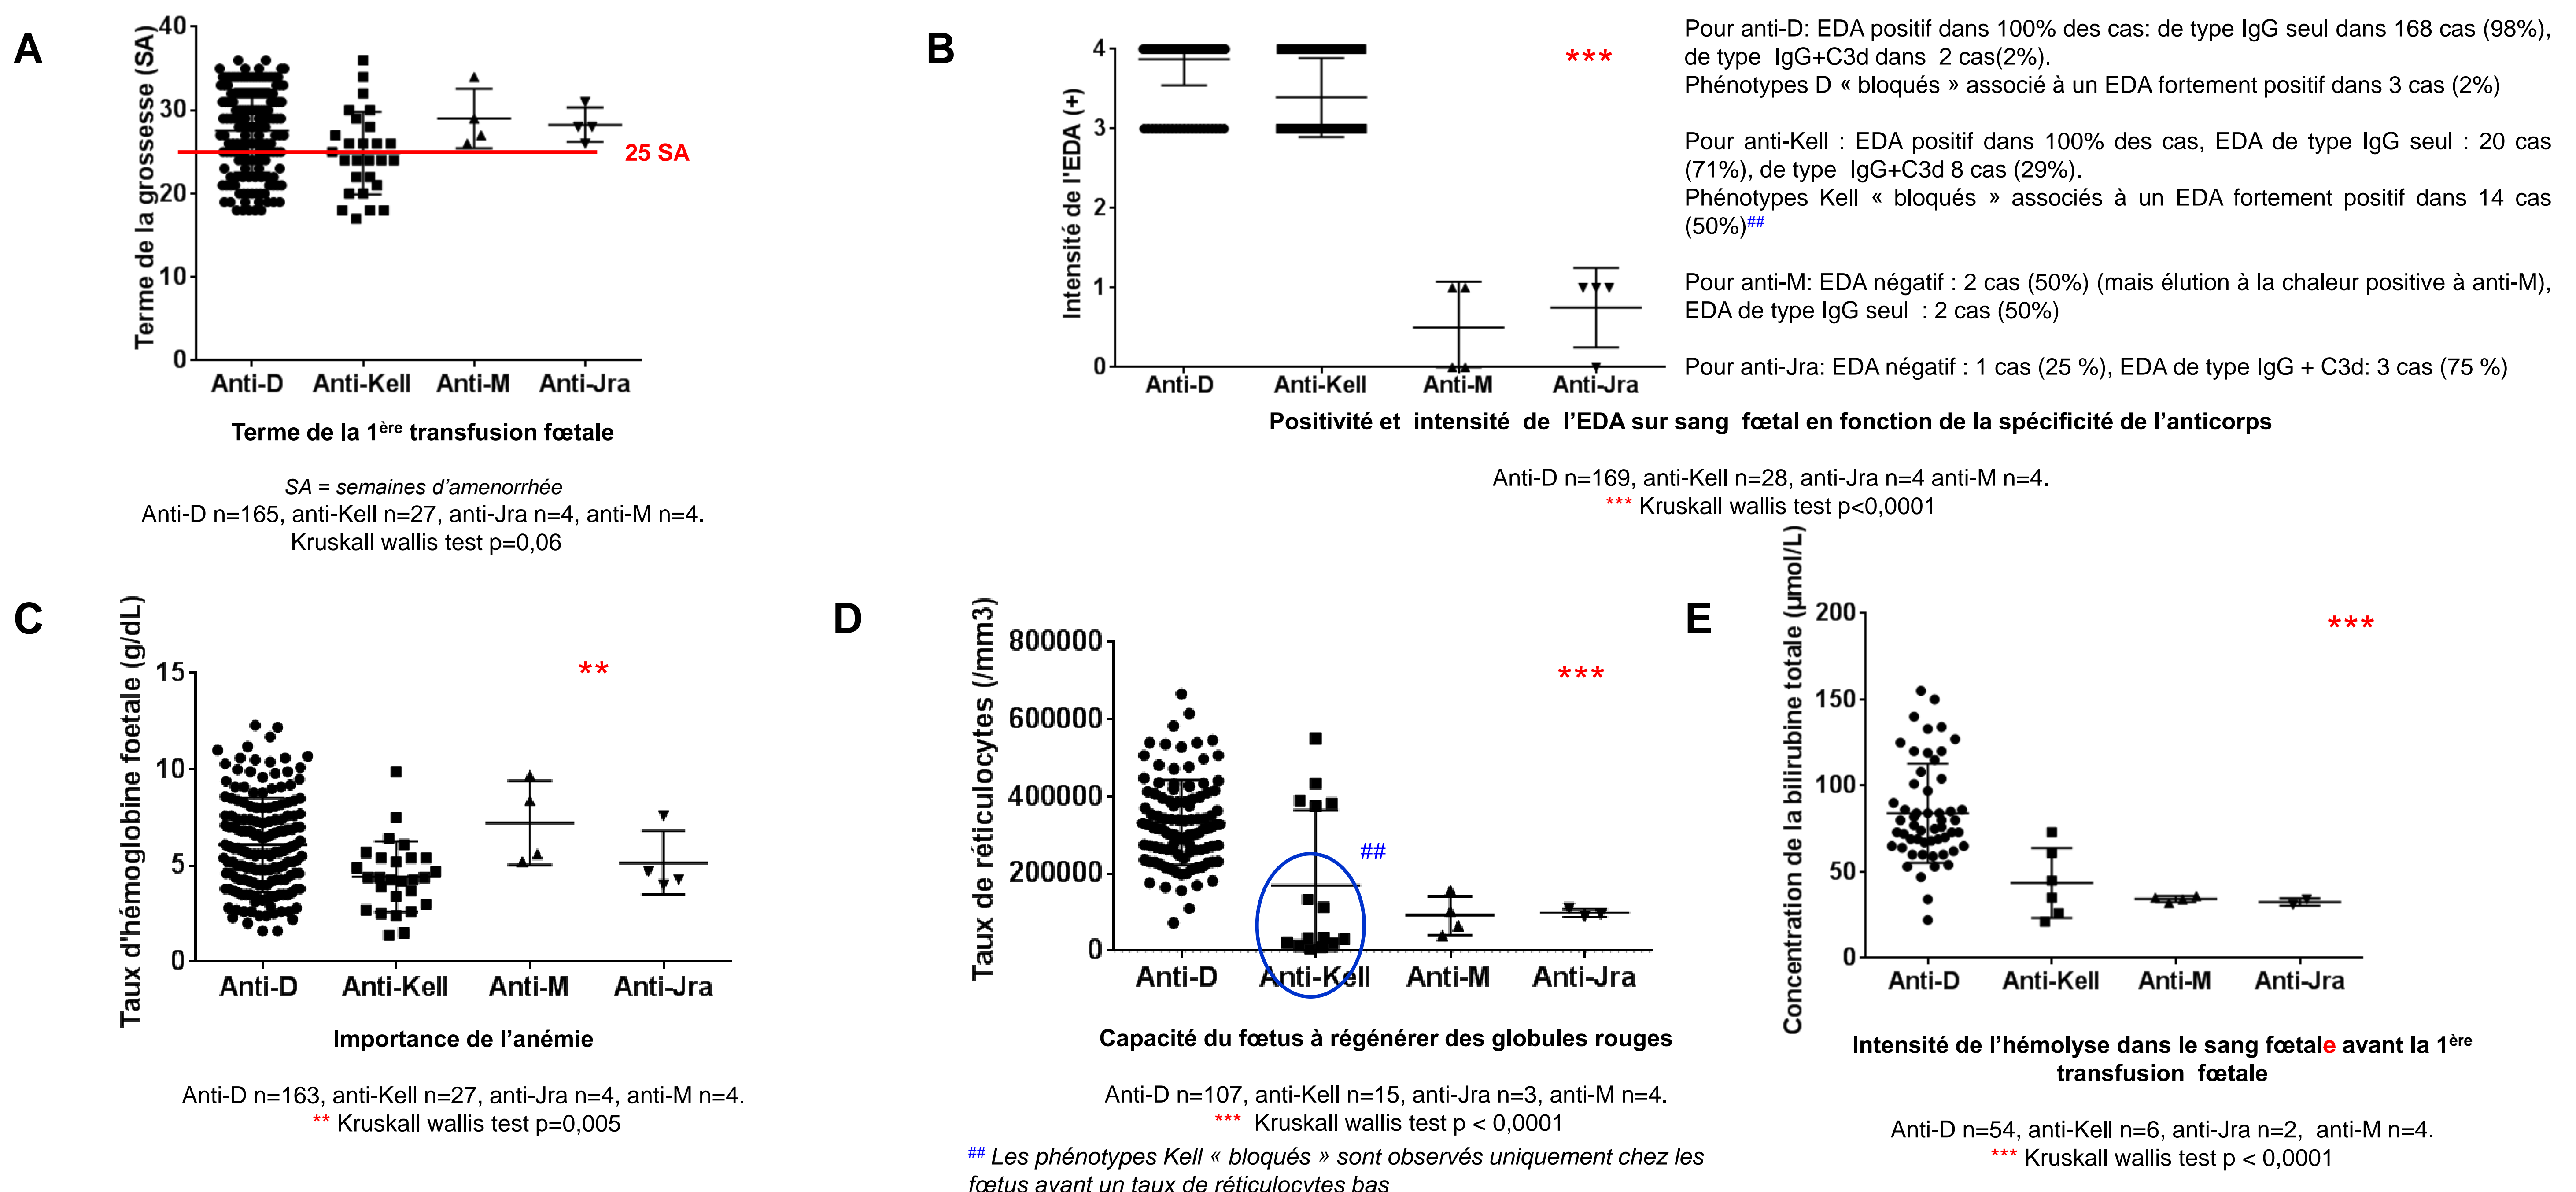 A
Terme de la grossesse (SA)
40
30
20
10
0
25 SA
Anti-D Anti-Kell Anti-M Anti-Jra
Terme de la 1ère transfusion fœtale
SA = semaines d’amenorrhée
Anti-D n=165, anti-Kell n=27, anti-Jra n=4, anti-M n=4.
Kruskall wallis test p=0,06
B
Intensité de l'EDA (+)
4
3
2
1
0
***
Anti-D Anti-Kell Anti-M Anti-Jra
Pour anti-D: EDA positif dans 100% des cas: de type IgG seul dans 168 cas (98%),
de type IgG+C3d dans 2 cas(2%).
Phénotypes D « bloqués » associé à un EDA fortement positif dans 3 cas (2%)
Pour anti-Kell : EDA positif dans 100% des cas, EDA de type IgG seul : 20 cas
(71%), de type IgG+C3d 8 cas (29%).
Phénotypes Kell « bloqués » associés à un EDA fortement positif dans 14 cas
(50%)##
Pour anti-M: EDA négatif : 2 cas (50%) (mais élution à la chaleur positive à anti-M),
EDA de type IgG seul : 2 cas (50%)
Pour anti-Jra: EDA négatif : 1 cas (25 %), EDA de type IgG + C3d: 3 cas (75 %)
Positivité et intensité de l’EDA sur sang fœtal en fonction de la spécificité de l’anticorps
Anti-D n=169, anti-Kell n=28, anti-Jra n=4 anti-M n=4.
*** Kruskall wallis test p<0,0001
C
Taux d'hémoglobine foetale (g/dL)
15
10
5
0
**
Anti-D Anti-Kell Anti-M Anti-Jra
Importance de l’anémie
Anti-D n=163, anti-Kell n=27, anti-Jra n=4, anti-M n=4.
** Kruskall wallis test p=0,005
D
Taux de réticulocytes (/mm3)
800000
600000
400000
200000
0
***
##
Anti-D Anti-Kell Anti-M Anti-Jra
Capacité du fœtus à régénérer des globules rouges
Anti-D n=107, anti-Kell n=15, anti-Jra n=3, anti-M n=4.
*** Kruskall wallis test p < 0,0001
## Les phénotypes Kell « bloqués » sont observés uniquement chez les
fœtus ayant un taux de réticulocytes bas
E
Concentration de la bilirubine totale (µmol/L)
200
150
100
50
0
***
Anti-D Anti-Kell Anti-M Anti-Jra
Intensité de l’hémolyse dans le sang fœtale avant la 1ère
transfusion fœtale
Anti-D n=54, anti-Kell n=6, anti-Jra n=2, anti-M n=4.
*** Kruskall wallis test p < 0,0001